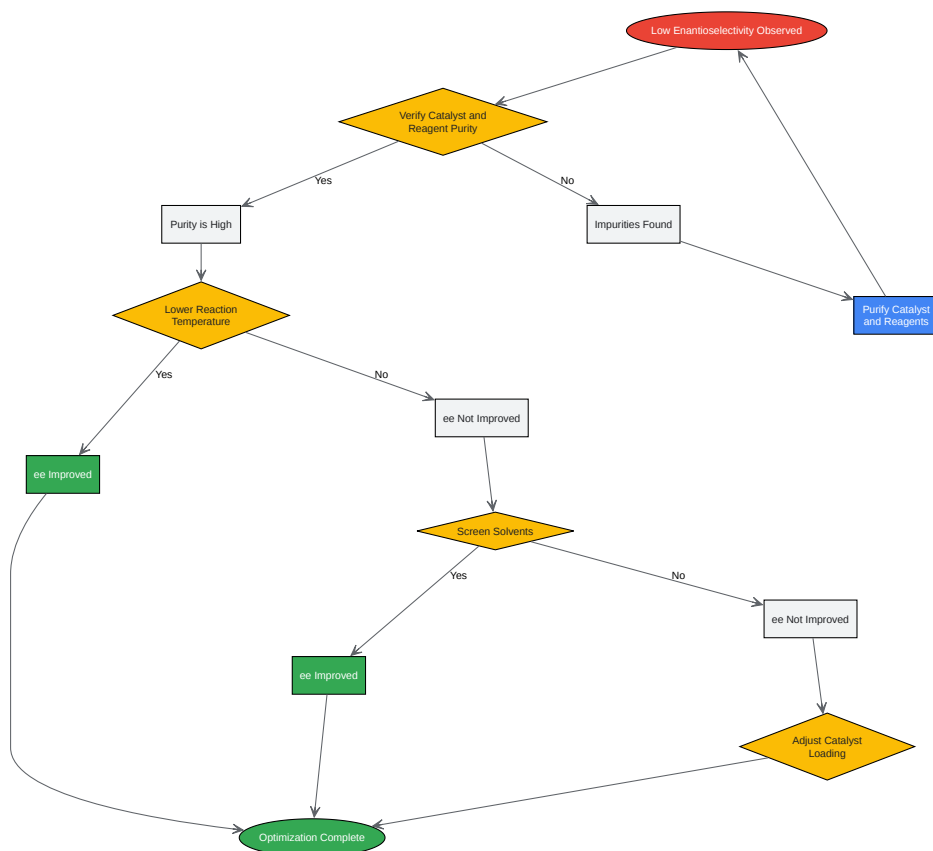 Low Enantioselectivity Observed
Verify Catalyst and
Reagent Purity
Yes
No
Purity is High
Impurities Found
Lower Reaction
Temperature
Purify Catalyst
and Reagents
Yes
No
ee Not Improved
ee Improved
Screen Solvents
Yes
No
ee Not Improved
ee Improved
Adjust Catalyst
Loading
Optimization Complete